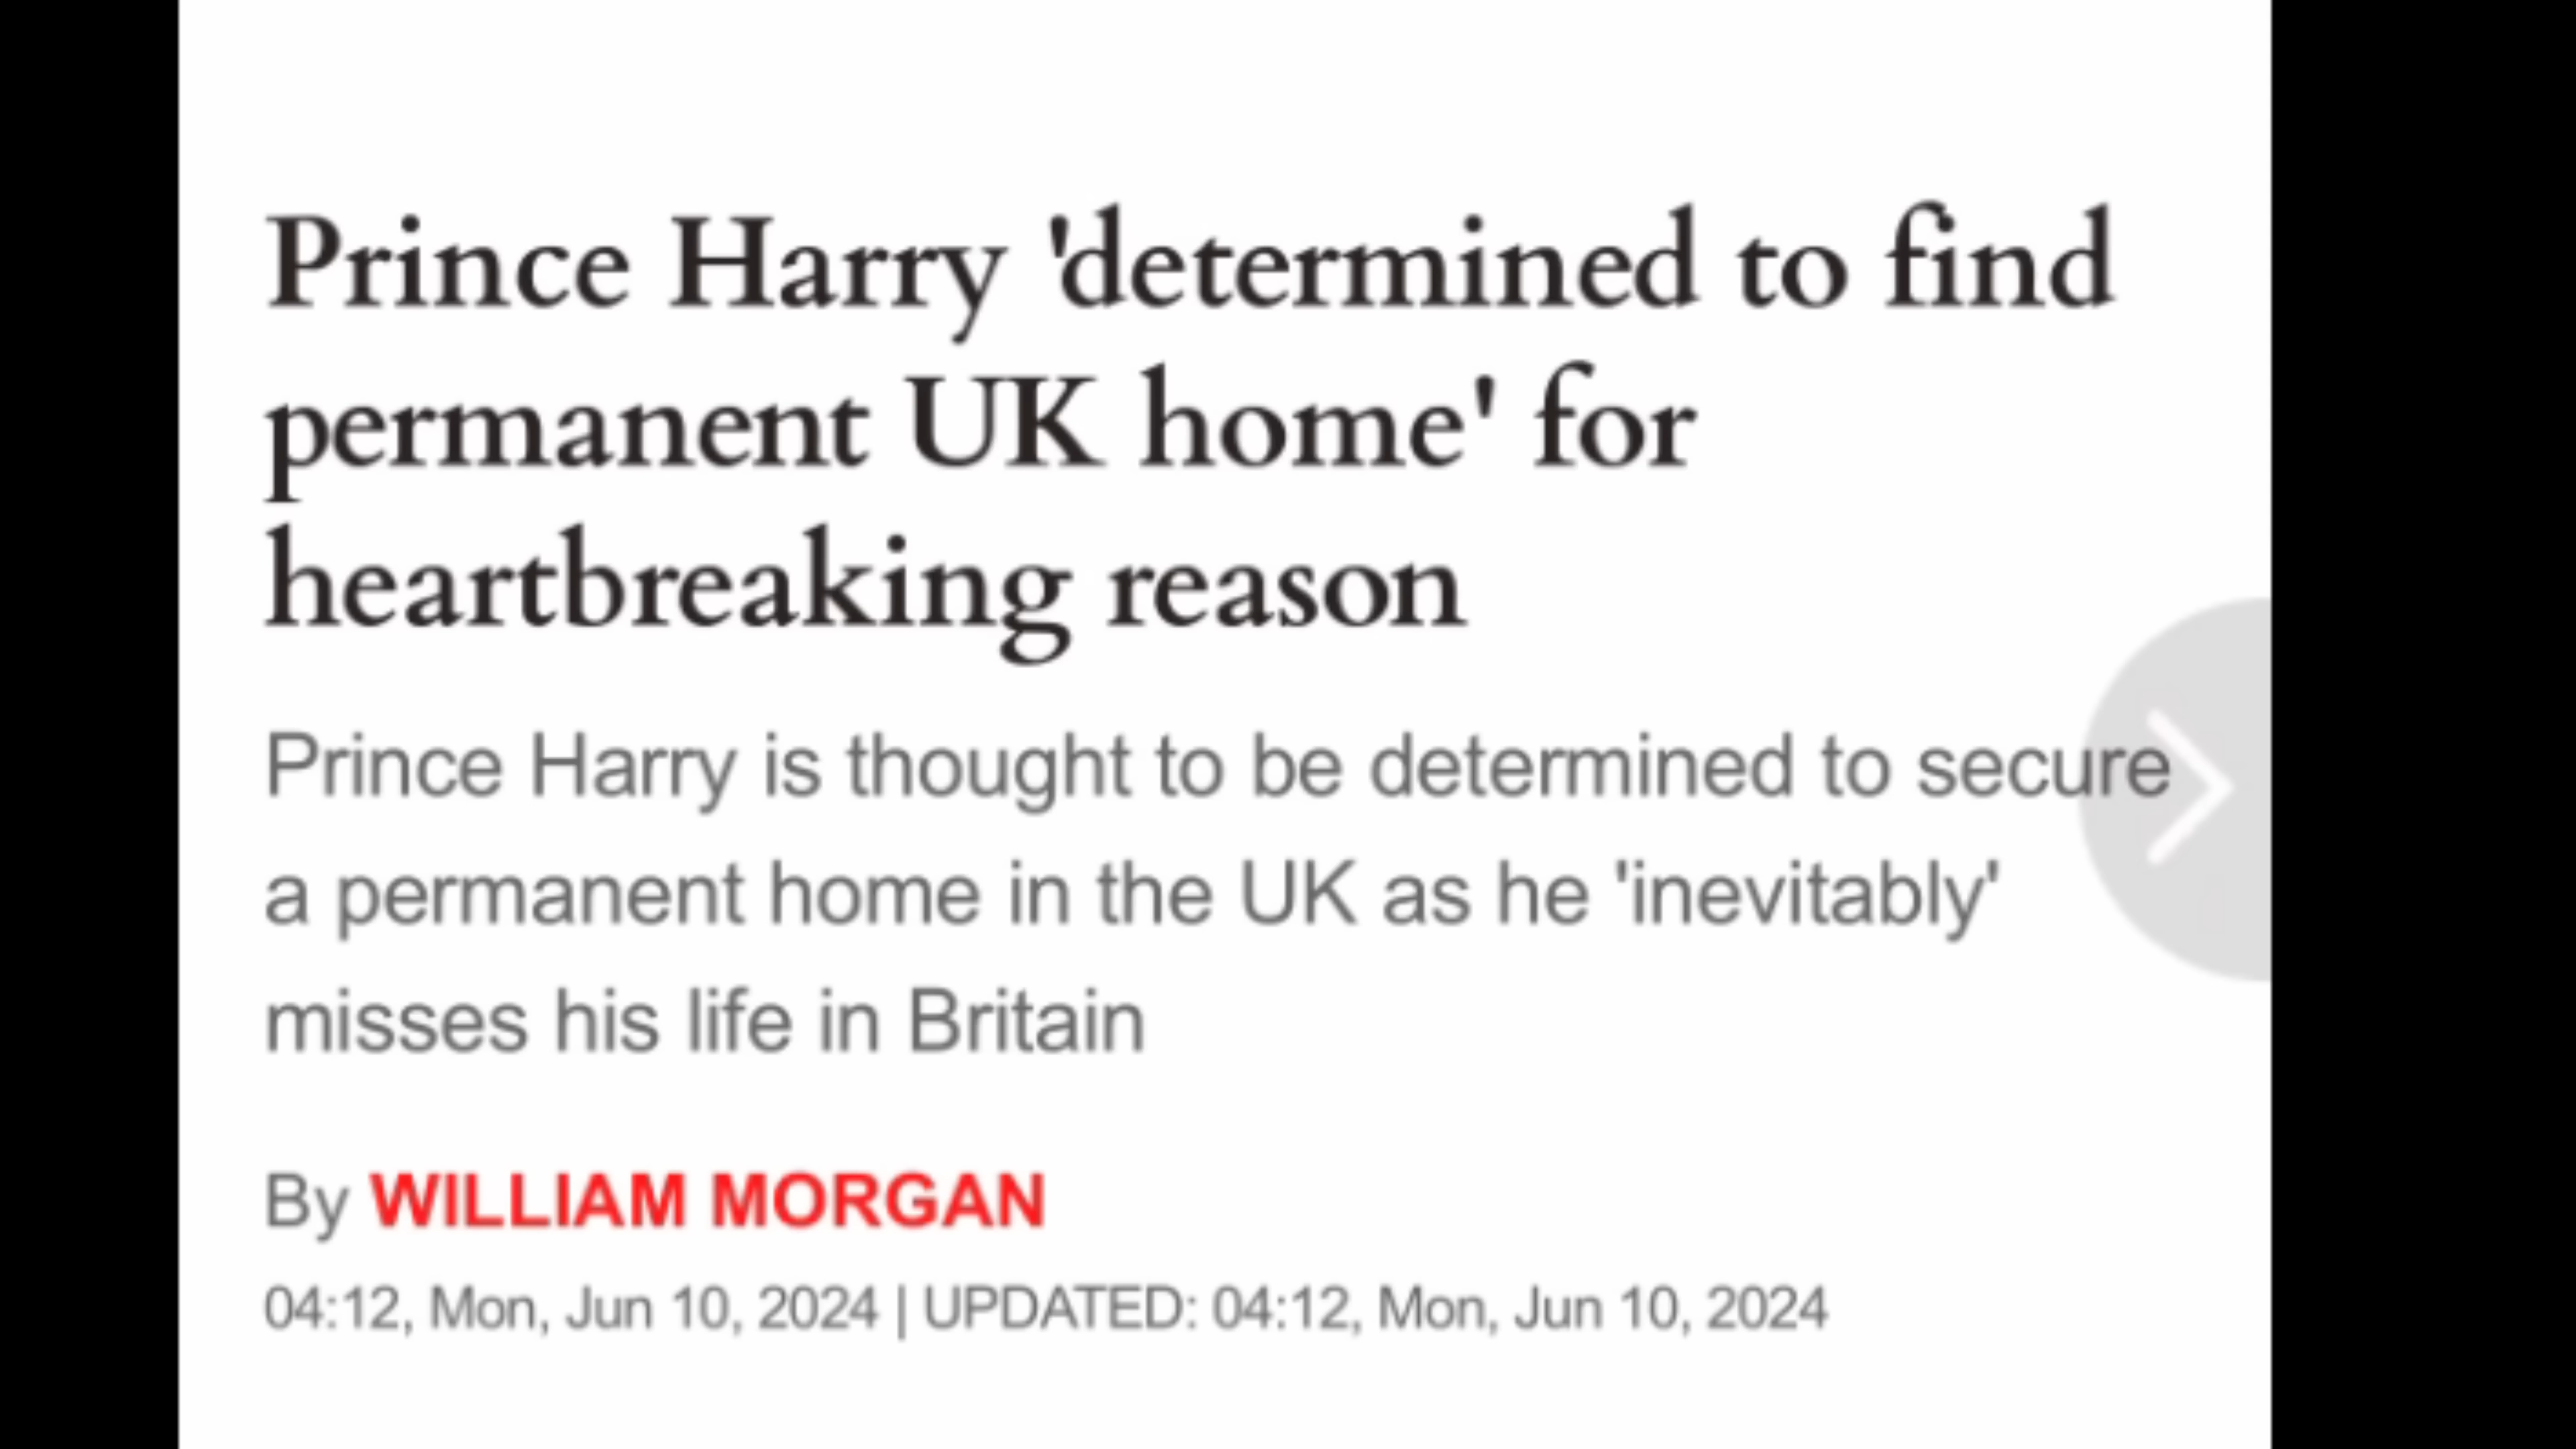 Prince Harry 'determined to find
permanent UK home' for
heartbreaking reason
Prince Harry is thought to be determined to secure
a permanent home in the UK as he 'inevitably'
misses his life in Britain
By WILLIAM MORGAN
04:12, Mon, Jun 10, 2024 | UPDATED: 04:12, Mon, Jun 10, 2024